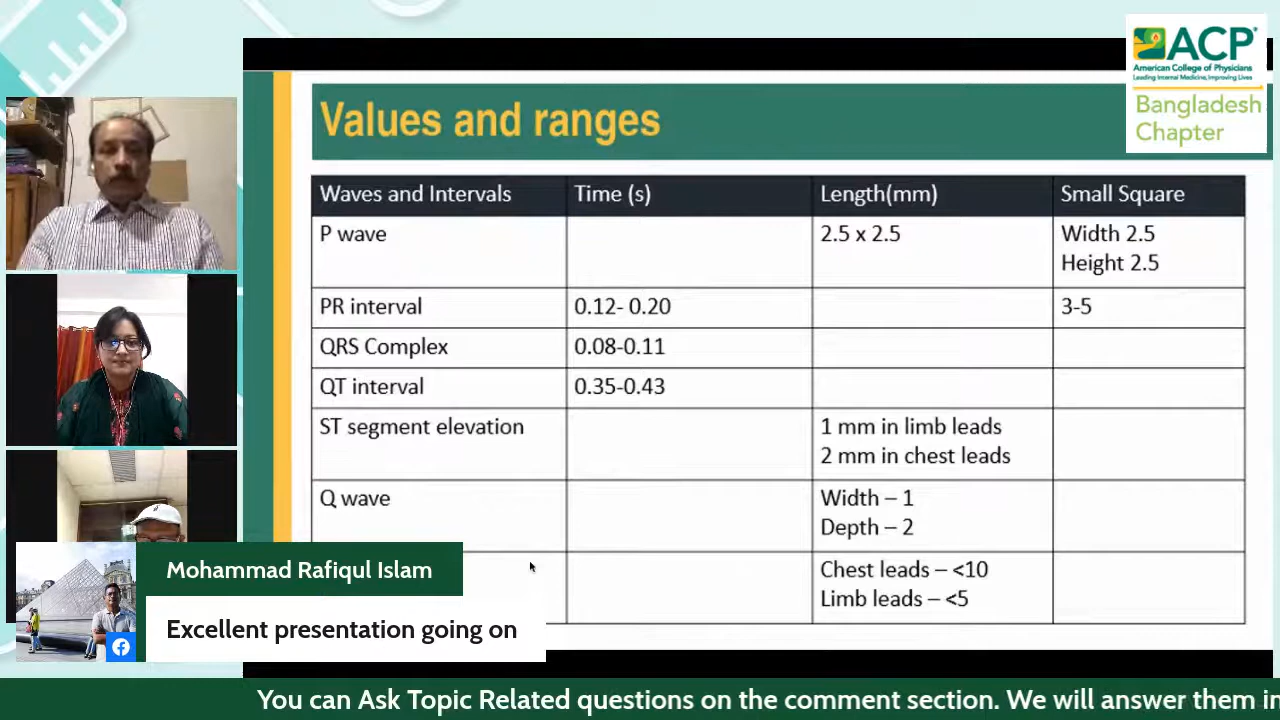 ACP®
American College of Physicians
Leading Internal Medicine, Improving Lives
Bangladesh
Chapter
Values and ranges
Waves and Intervals Time (s) Length(mm) Small Square
P wave 2.5 x 2.5 Width 2.5
Height 2.5
PR interval 0.12- 0.20 3-5
QRS Complex 0.08-0.11
QT interval 0.35-0.43
ST segment elevation 1 mm in limb leads
2 mm in chest leads
Q wave Width – 1
Depth – 2
Chest leads – <10
Limb leads – <5
Mohammad Rafiqul Islam
Excellent presentation going on
You can Ask Topic Related questions on the comment section. We will answer them in